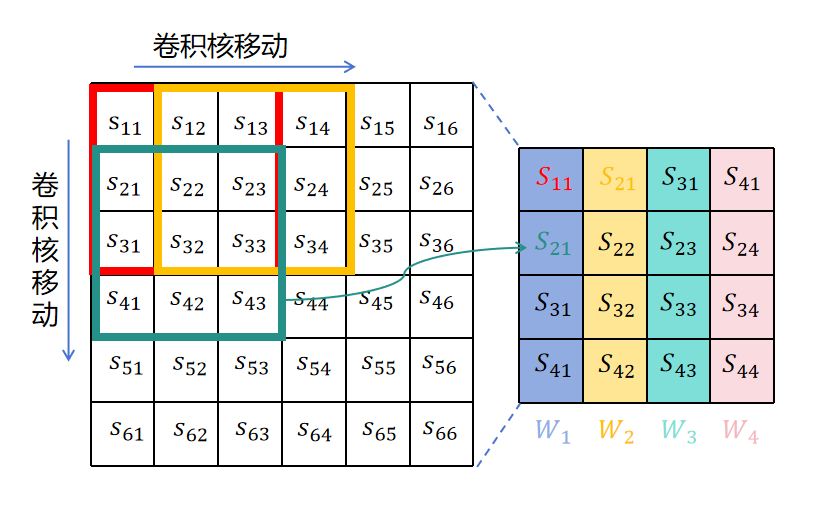 卷积核移动
卷积核移动
s11 s12 s13 s14 s15 s16
s21 s22 s23 s24 s25 s26
s31 s32 s33 s34 s35 s36
s41 s42 s43 s44 s45 s46
s51 s52 s53 s54 s55 s56
s61 s62 s63 s64 s65 s66
S11 S21 S31 S41
S21 S22 S23 S24
S31 S32 S33 S34
S41 S42 S43 S44
W1 W2 W3 W4